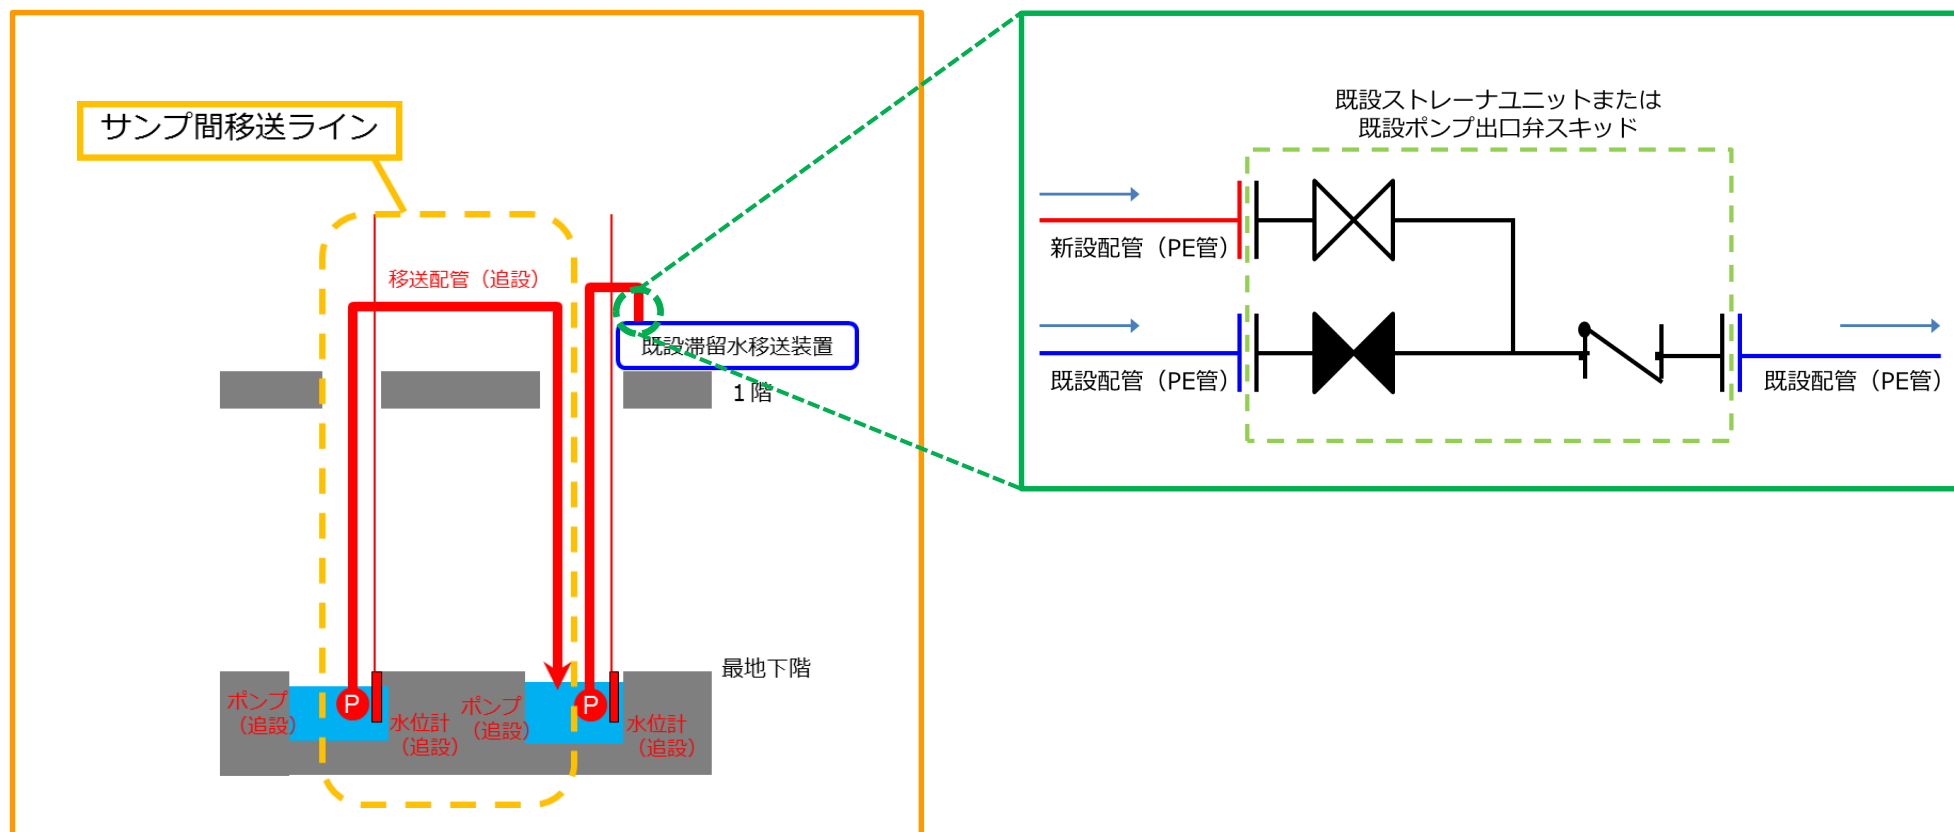 サンプ間移送ライン
移送配管（追設）
既設滞留水移送装置
１階
最地下階
ポンプ
（追設）
P
水位計
（追設）
ポンプ
（追設）
P
水位計
（追設）
既設ストレーナユニットまたは
既設ポンプ出口弁スキッド
新設配管（PE管）
既設配管（PE管）
既設配管（PE管）